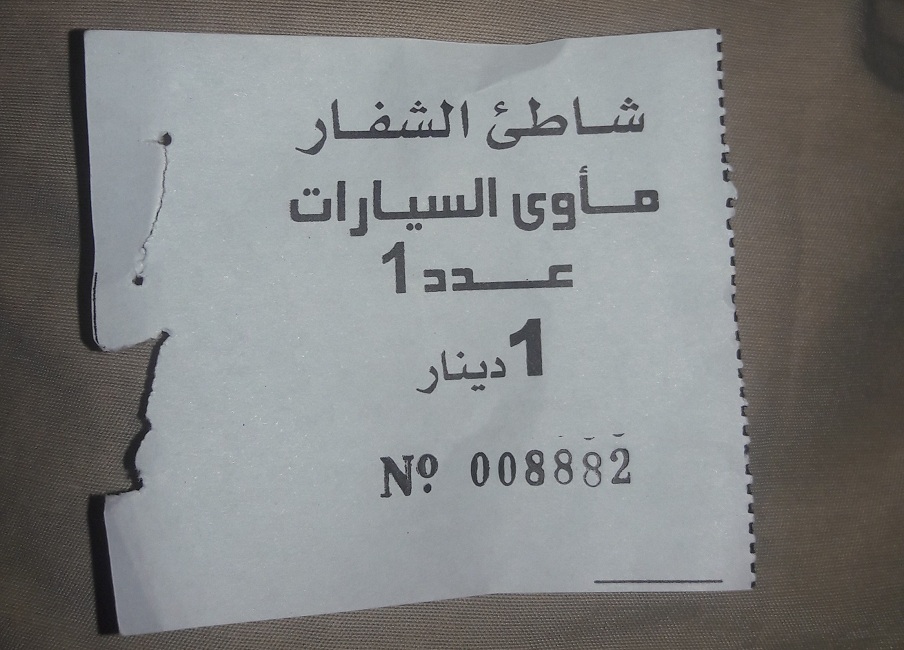 شاطئ الشفار
مأوى السيارات
عدد 1
1 دينار
Nº 008882